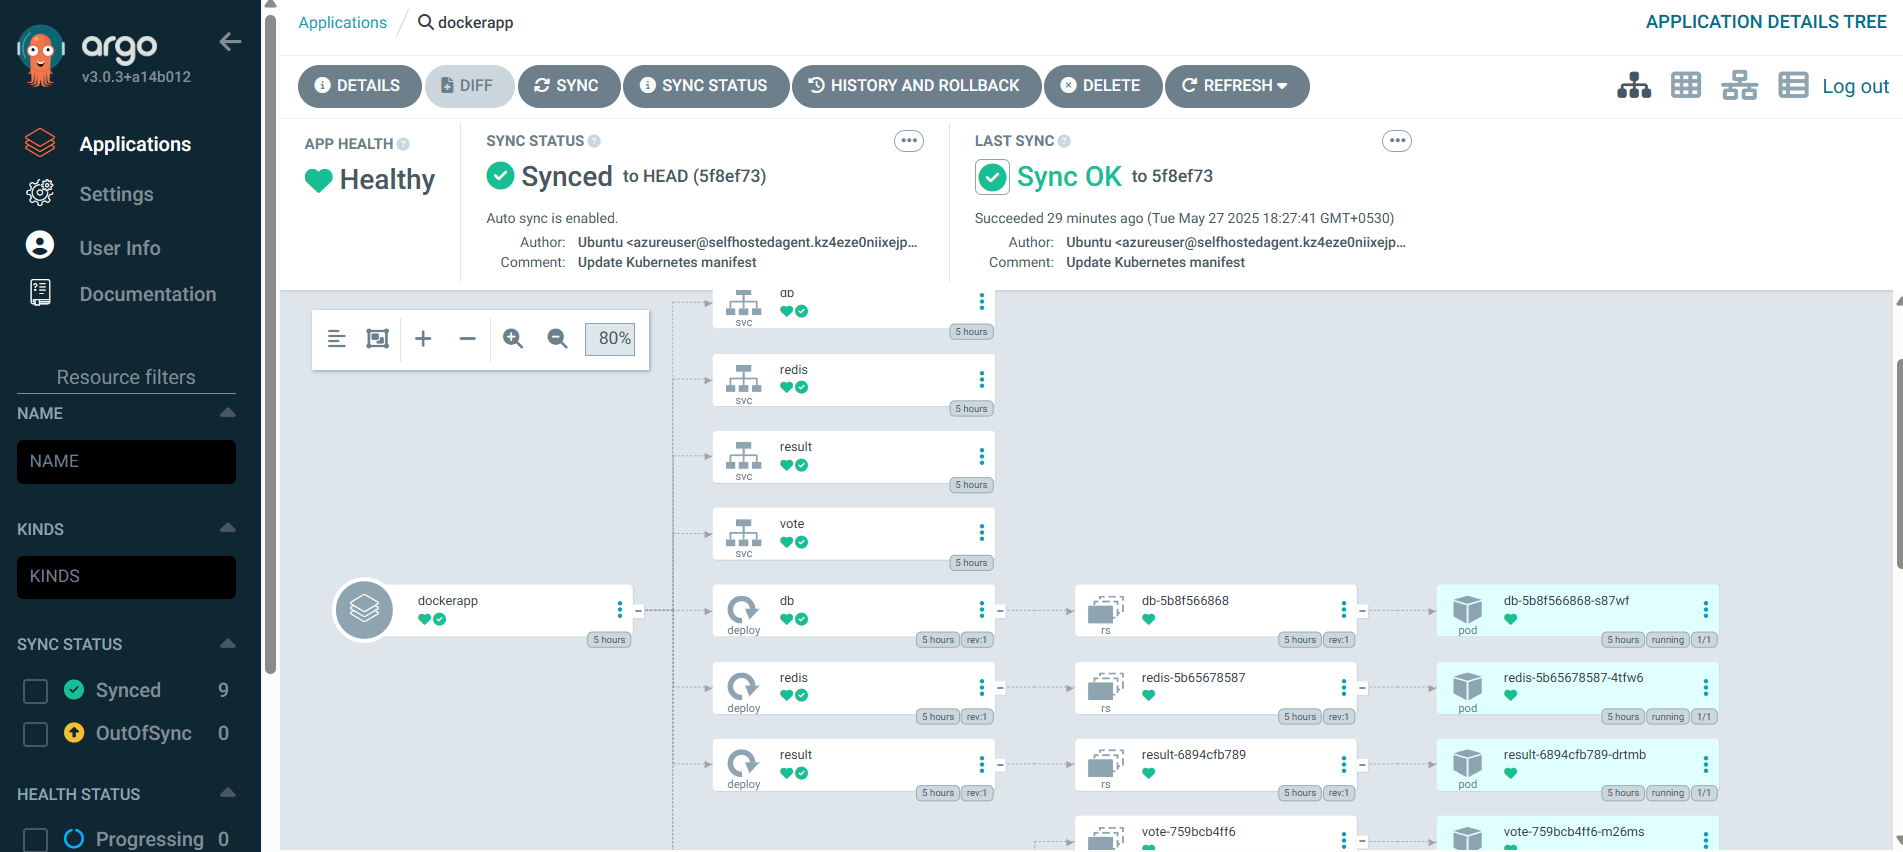 argo
v3.0.3+a14b012
Applications
Settings
User Info
Documentation
Resource filters
NAME
NAME
KINDS
KINDS
SYNC STATUS
Synced 9
OutOfSync 0
HEALTH STATUS
Progressing 0
Applications / dockerapp
APPLICATION DETAILS TREE
DETAILS
DIFF
SYNC
SYNC STATUS
HISTORY AND ROLLBACK
DELETE
REFRESH
Log out
APP HEALTH
Healthy
SYNC STATUS
Synced to HEAD (5f8ef73)
Auto sync is enabled.
Author: Ubuntu <azureuser@selfhostedagent.kz4eze0niixejp...
Comment: Update Kubernetes manifest
LAST SYNC
Sync OK to 5f8ef73
Succeeded 29 minutes ago (Tue May 27 2025 18:27:41 GMT+0530)
Author: Ubuntu <azureuser@selfhostedagent.kz4eze0niixejp...
Comment: Update Kubernetes manifest
80%
db
svc
5 hours
redis
svc
5 hours
result
svc
5 hours
vote
svc
5 hours
dockerapp
5 hours
db
deploy
5 hours rev:1
db-5b8f566868
rs
5 hours rev:1
db-5b8f566868-s87wf
pod
5 hours running 1/1
redis
deploy
5 hours rev:1
redis-5b65678587
rs
5 hours rev:1
redis-5b65678587-4tfw6
pod
5 hours running 1/1
result
deploy
5 hours rev:1
result-6894cfb789
rs
5 hours rev:1
result-6894cfb789-drtmb
pod
5 hours running 1/1
vote-759bcb4ff6
vote-759bcb4ff6-m26ms